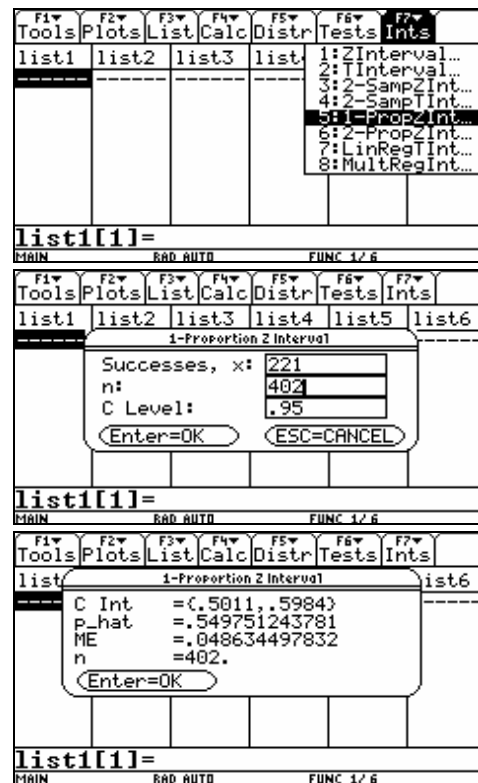 F1▾ F2▾ F3▾ F4▾ F5▾ F6▾ F7▾
Tools Plots List Calc Distr Tests Ints
list1 list2 list3 list4
1:ZInterval…
2:TInterval…
3:2-SampZInt…
4:2-SampTInt…
5:1-PropZInt…
6:2-PropZInt…
7:LinRegTInt…
8:MultRegInt…
list1[1]=
MAIN RAD AUTO FUNC 1/6
F1▾ F2▾ F3▾ F4▾ F5▾ F6▾ F7▾
Tools Plots List Calc Distr Tests Ints
list1 list2 list3 list4 list5 list6
1-Proportion Z Interval
Successes, x: 221
n: 402
C Level: .95
Enter=OK ESC=CANCEL
list1[1]=
MAIN RAD AUTO FUNC 1/6
F1▾ F2▾ F3▾ F4▾ F5▾ F6▾ F7▾
Tools Plots List Calc Distr Tests Ints
list ist6
1-Proportion Z Interval
C Int ={.5011,.5984}
p_hat =.549751243781
ME =.048634497832
n =402.
Enter=OK
list1[1]=
MAIN RAD AUTO FUNC 1/6